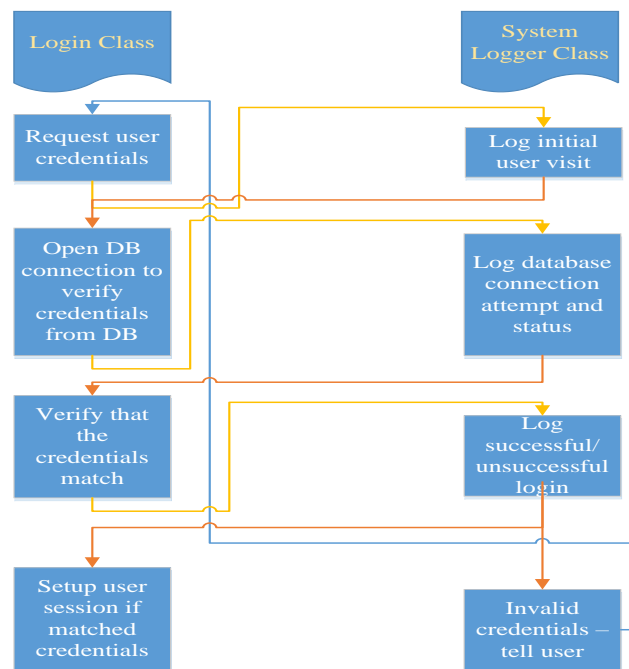 Login Class
System
Logger Class
Request user
credentials
Log initial
user visit
Open DB
connection to
verify
credentials
from DB
Log database
connection
attempt and
status
Verify that
the
credentials
match
Log
successful/
unsuccessful
login
Setup user
session if
matched
credentials
Invalid
credentials –
tell user